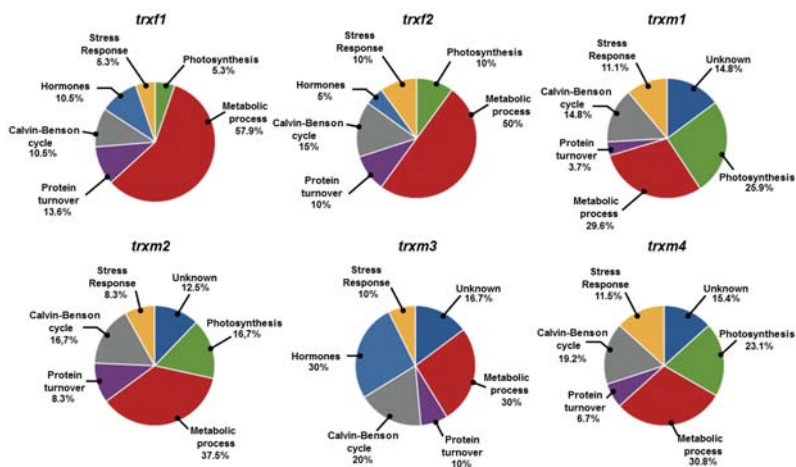 trxf1
Stress
Response
5.3%
Photosynthesis
5.3%
Hormones
10.5%
Metabolic
process
57.9%
Calvin-Benson
cycle
10.5%
Protein
turnover
13.6%
trxf2
Stress
Response
10%
Photosynthesis
10%
Hormones
5%
Metabolic
process
50%
Calvin-Benson
cycle
15%
Protein
turnover
10%
trxm1
Stress
Response
11.1%
Unknown
14.8%
Calvin-Benson
cycle
14.8%
Protein
turnover
3.7%
Photosynthesis
25.9%
Metabolic
process
29.6%
trxm2
Stress
Response
8.3%
Unknown
12.5%
Calvin-Benson
cycle
16,7%
Photosynthesis
16,7%
Protein
turnover
8.3%
Metabolic
process
37.5%
trxm3
Stress
Response
10%
Unknown
16.7%
Hormones
30%
Metabolic
process
30%
Calvin-Benson
cycle
20%
Protein
turnover
10%
trxm4
Stress
Response
11.5%
Unknown
15.4%
Calvin-Benson
cycle
19.2%
Photosynthesis
23.1%
Protein
turnover
6.7%
Metabolic
process
30.8%